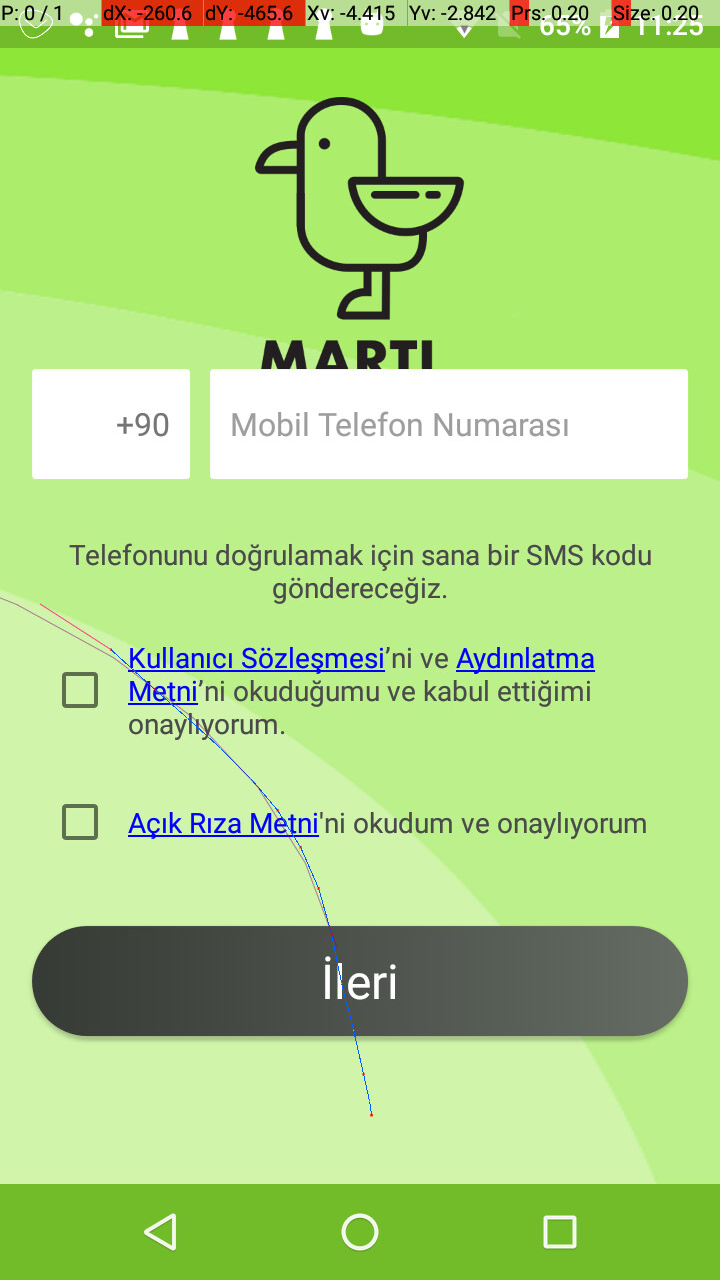 P: 0 / 1 dX: -260.6 dY: -465.6 Xv: -4.415 Yv: -2.842 Prs: 0.20 Size: 0.20
65% 11:25
MARTI
+90 Mobil Telefon Numarası
Telefonunu doğrulamak için sana bir SMS kodu
göndereceğiz.
Kullanıcı Sözleşmesi’ni ve Aydınlatma
Metni’ni okuduğumu ve kabul ettiğimi
onaylıyorum.
Açık Rıza Metni'ni okudum ve onaylıyorum
İleri